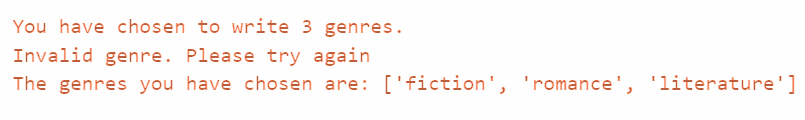 You have chosen to write 3 genres.
Invalid genre. Please try again
The genres you have chosen are: ['fiction', 'romance', 'literature']